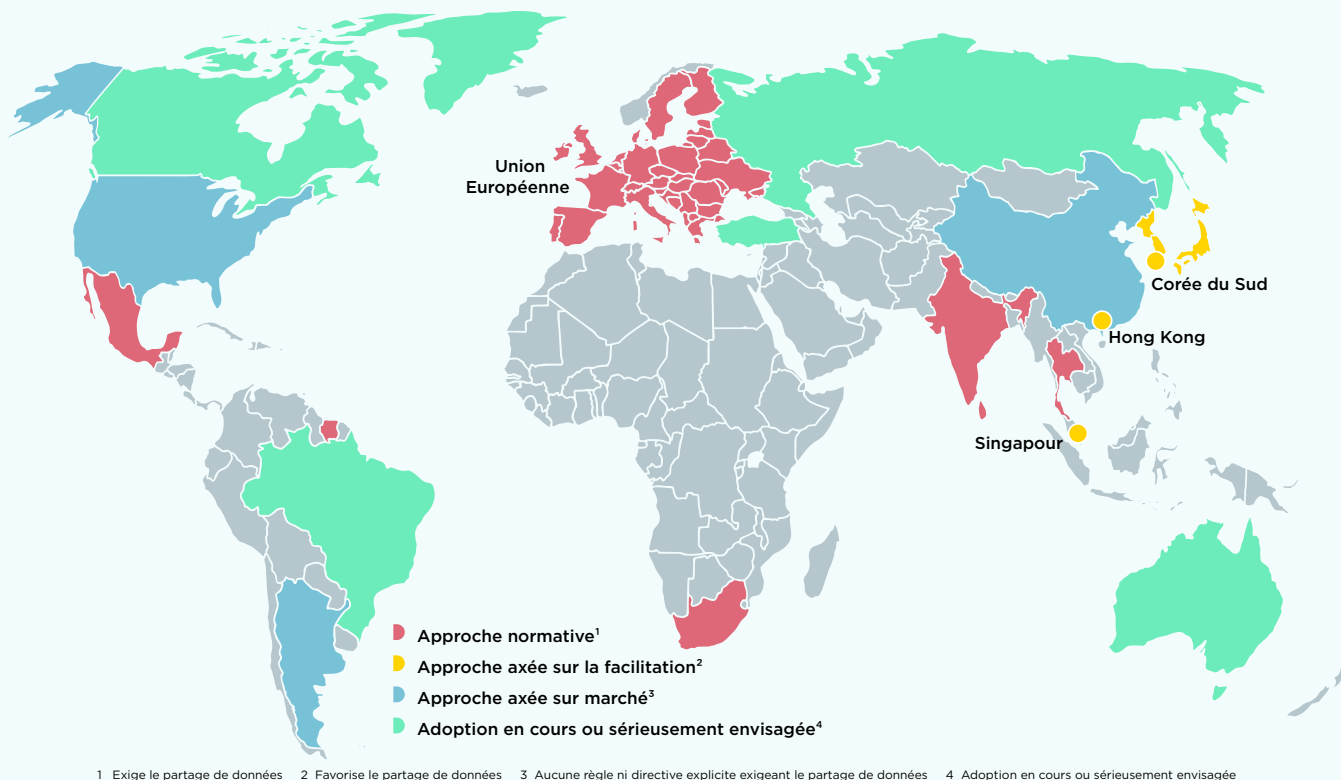 Union
Européenne
Corée du Sud
Hong Kong
Singapour
Approche normative¹
Approche axée sur la facilitation²
Approche axée sur marché³
Adoption en cours ou sérieusement envisagée⁴
1 Exige le partage de données 2 Favorise le partage de données 3 Aucune règle ni directive explicite exigeant le partage de données 4 Adoption en cours ou sérieusement envisagée